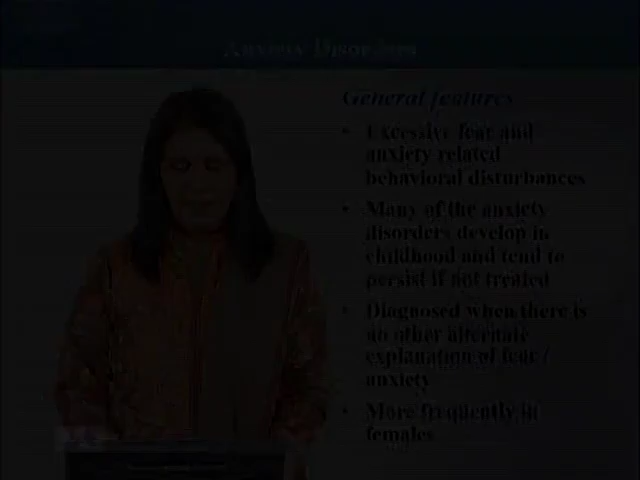 Anxiety Disorders
General features
• Excessive fear and
anxiety related
behavioral disturbances
• Many of the anxiety
disorders develop in
childhood and tend to
persist if not treated
• Diagnosed when there is
no other alternate
explanation of fear /
anxiety
• More frequently in
females